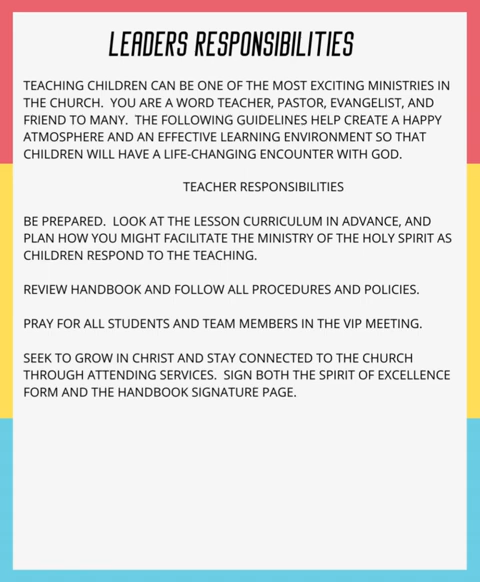 LEADERS RESPONSIBILITIES
TEACHING CHILDREN CAN BE ONE OF THE MOST EXCITING MINISTRIES IN
THE CHURCH.  YOU ARE A WORD TEACHER, PASTOR, EVANGELIST, AND
FRIEND TO MANY.  THE FOLLOWING GUIDELINES HELP CREATE A HAPPY
ATMOSPHERE AND AN EFFECTIVE LEARNING ENVIRONMENT SO THAT
CHILDREN WILL HAVE A LIFE-CHANGING ENCOUNTER WITH GOD.
TEACHER RESPONSIBILITIES
BE PREPARED.  LOOK AT THE LESSON CURRICULUM IN ADVANCE, AND
PLAN HOW YOU MIGHT FACILITATE THE MINISTRY OF THE HOLY SPIRIT AS
CHILDREN RESPOND TO THE TEACHING.
REVIEW HANDBOOK AND FOLLOW ALL PROCEDURES AND POLICIES.
PRAY FOR ALL STUDENTS AND TEAM MEMBERS IN THE VIP MEETING.
SEEK TO GROW IN CHRIST AND STAY CONNECTED TO THE CHURCH
THROUGH ATTENDING SERVICES.  SIGN BOTH THE SPIRIT OF EXCELLENCE
FORM AND THE HANDBOOK SIGNATURE PAGE.